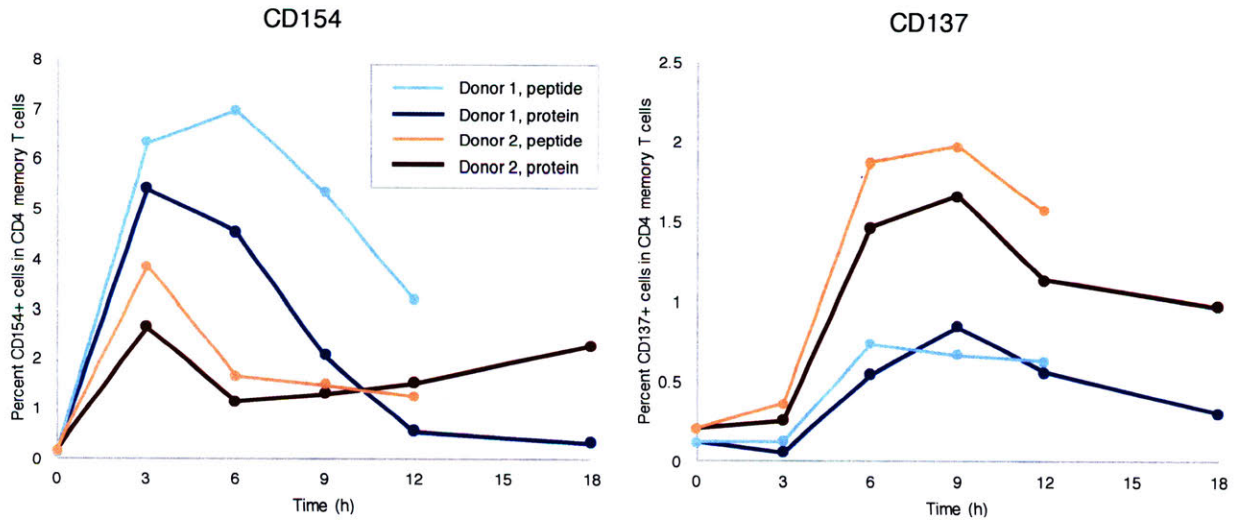 CD154
Percent CD154+ cells in CD4 memory T cells
8
7
6
5
4
3
2
1
0
0 3 6 9 12 15 18
Time (h)
Donor 1, peptide
Donor 1, protein
Donor 2, peptide
Donor 2, protein
CD137
Percent CD137+ cells in CD4 memory T cells
2.5
2
1.5
1
0.5
0
0 3 6 9 12 15 18
Time (h)